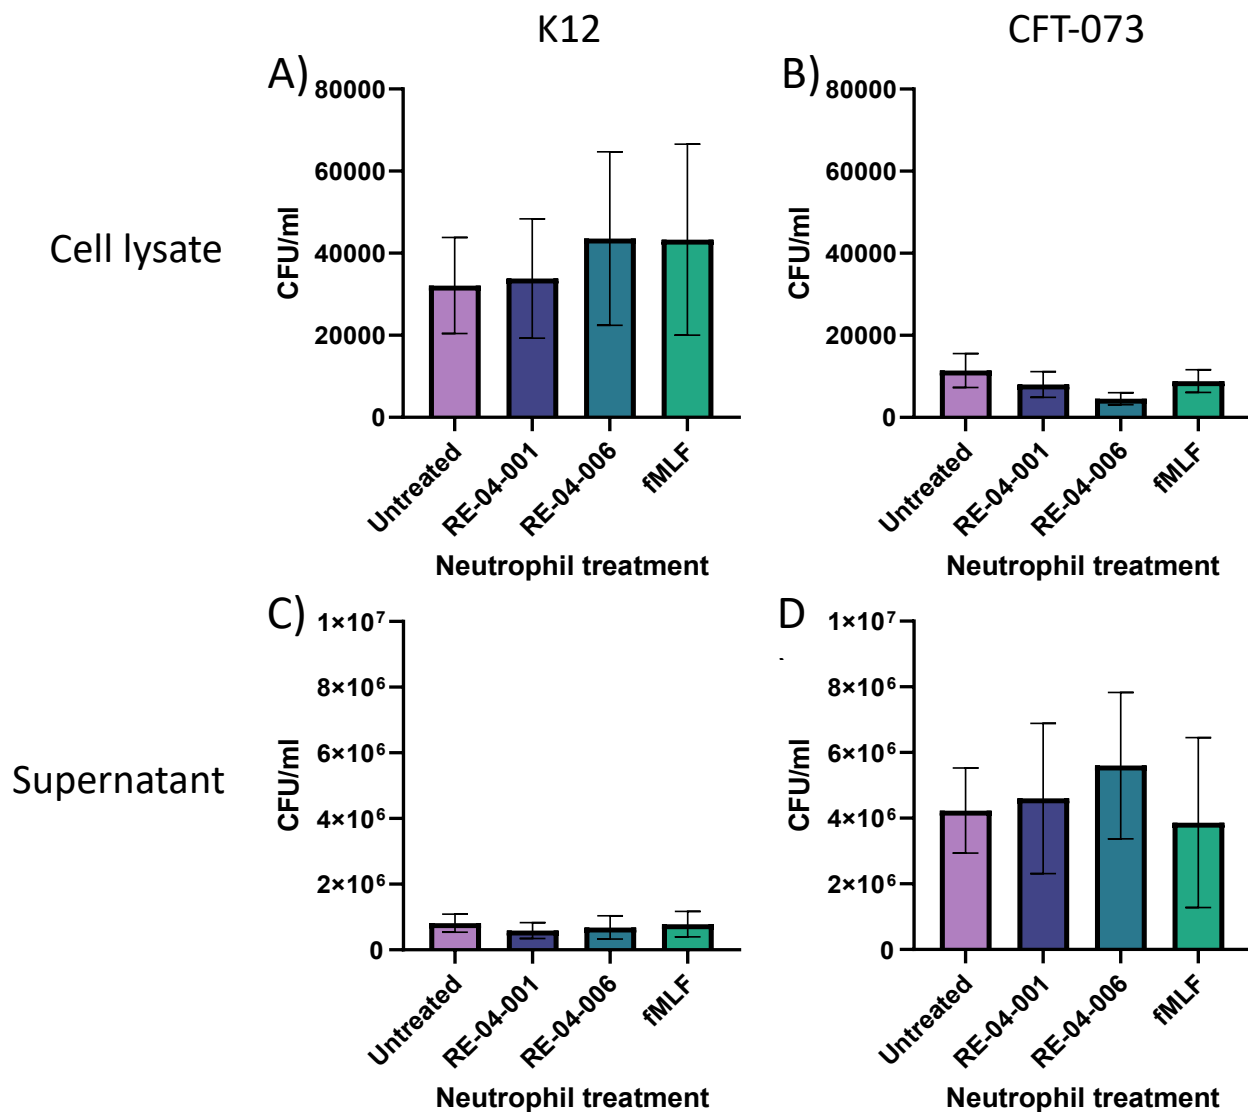 K12
CFT-073
Cell lysate
Supernatant
A)
80000
60000
40000
20000
0
CFU/ml
Untreated
RE-04-001
RE-04-006
fMLF
Neutrophil treatment
B)
80000
60000
40000
20000
0
CFU/ml
Untreated
RE-04-001
RE-04-006
fMLF
Neutrophil treatment
C)
1×10⁷
8×10⁶
6×10⁶
4×10⁶
2×10⁶
0
CFU/ml
Untreated
RE-04-001
RE-04-006
fMLF
Neutrophil treatment
D
1×10⁷
8×10⁶
6×10⁶
4×10⁶
2×10⁶
0
CFU/ml
Untreated
RE-04-001
RE-04-006
fMLF
Neutrophil treatment